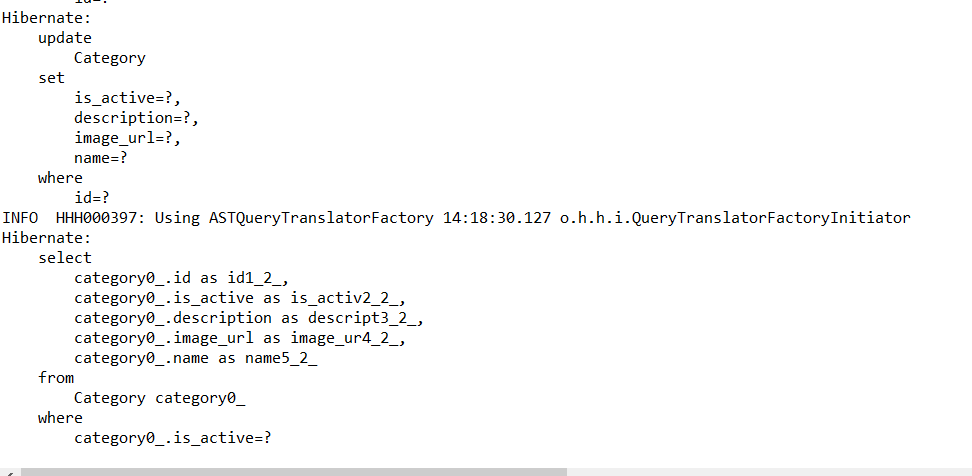 id=?
Hibernate:
    update
        Category
    set
        is_active=?,
        description=?,
        image_url=?,
        name=?
    where
        id=?
INFO  HHH000397: Using ASTQueryTranslatorFactory 14:18:30.127 o.h.h.i.QueryTranslatorFactoryInitiator
Hibernate:
    select
        category0_.id as id1_2_,
        category0_.is_active as is_activ2_2_,
        category0_.description as descript3_2_,
        category0_.image_url as image_ur4_2_,
        category0_.name as name5_2_
    from
        Category category0_
    where
        category0_.is_active=?